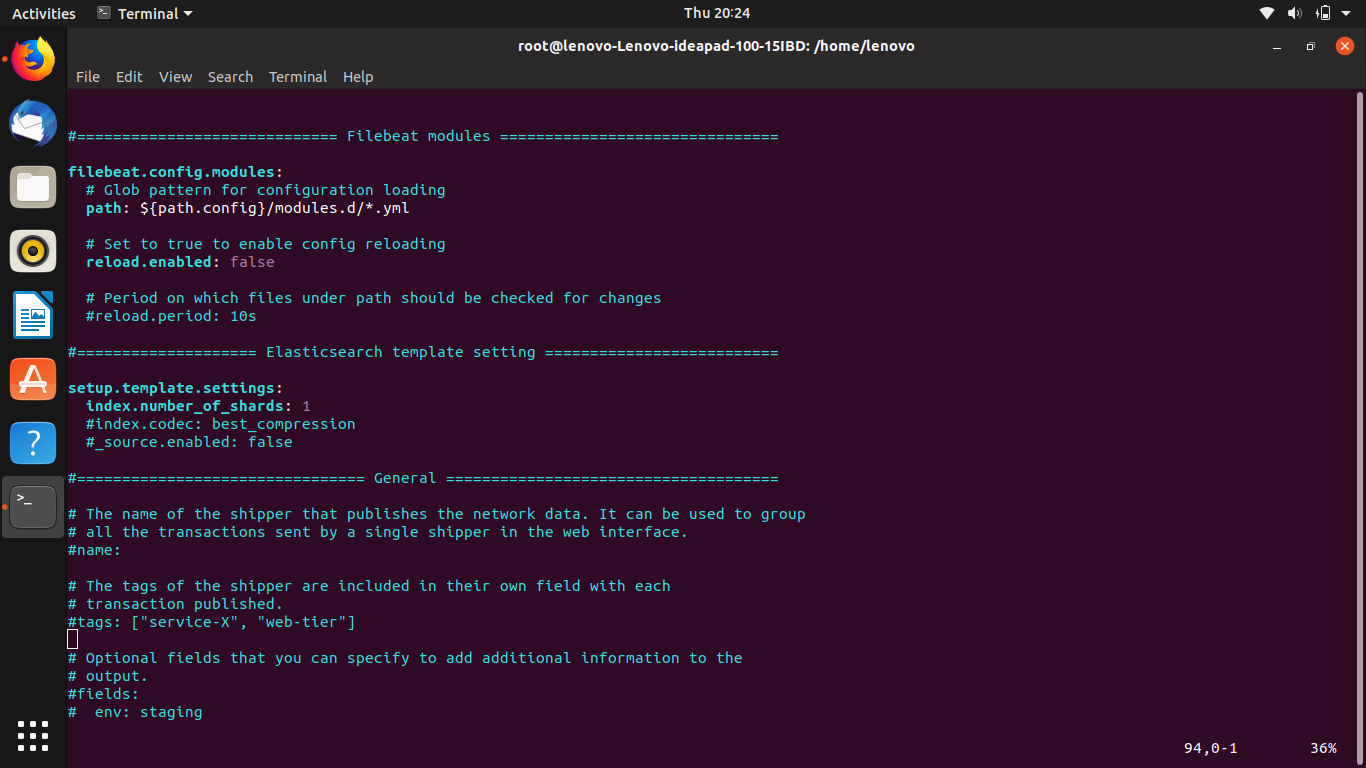 Activities Terminal Thu 20:24
root@lenovo-Lenovo-ideapad-100-15IBD: /home/lenovo
File Edit View Search Terminal Help
#============================= Filebeat modules ===============================
filebeat.config.modules:
  # Glob pattern for configuration loading
  path: ${path.config}/modules.d/*.yml
  # Set to true to enable config reloading
  reload.enabled: false
  # Period on which files under path should be checked for changes
  #reload.period: 10s
#==================== Elasticsearch template setting ==========================
setup.template.settings:
  index.number_of_shards: 1
  #index.codec: best_compression
  #_source.enabled: false
#================================ General =====================================
# The name of the shipper that publishes the network data. It can be used to group
# all the transactions sent by a single shipper in the web interface.
#name:
# The tags of the shipper are included in their own field with each
# transaction published.
#tags: ["service-X", "web-tier"]
# Optional fields that you can specify to add additional information to the
# output.
#fields:
#  env: staging
94,0-1 36%